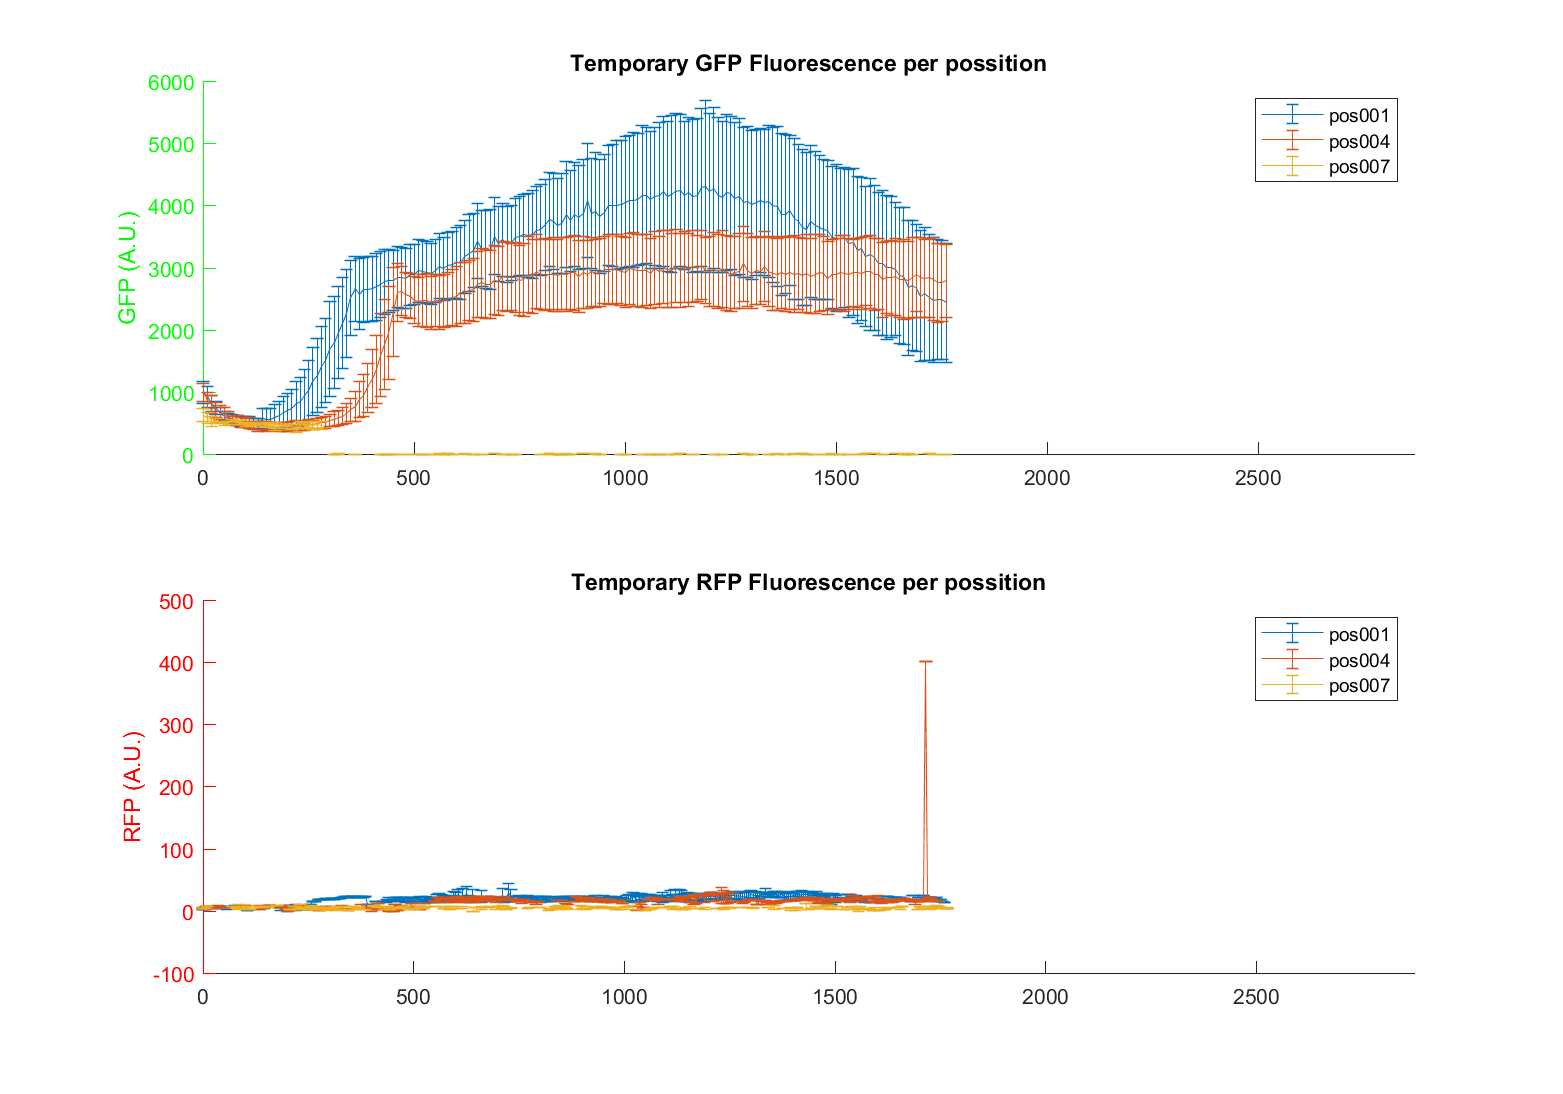 Temporary GFP Fluorescence per possition
6000
5000
4000
3000
2000
1000
0
GFP (A.U.)
0 500 1000 1500 2000 2500
pos001
pos004
pos007
Temporary RFP Fluorescence per possition
500
400
300
200
100
0
-100
RFP (A.U.)
0 500 1000 1500 2000 2500
pos001
pos004
pos007